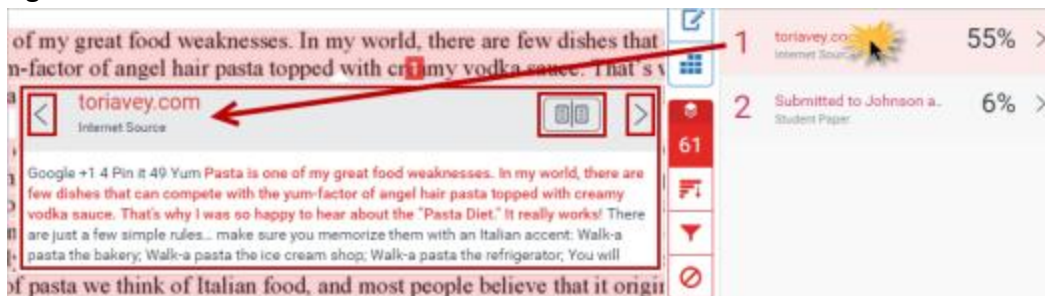 of my great food weaknesses. In my world, there are few dishes that
n-factor of angel hair pasta topped with cr1amy vodka sauce. That's v
toriavey.com
Internet Source
Google +1 4 Pin it 49 Yum Pasta is one of my great food weaknesses. In my world, there are
few dishes that can compete with the yum-factor of angel hair pasta topped with creamy
vodka sauce. That's why I was so happy to hear about the "Pasta Diet." It really works! There
are just a few simple rules... make sure you memorize them with an Italian accent: Walk-a
pasta the bakery; Walk-a pasta the ice cream shop; Walk-a pasta the refrigerator; You will
of pasta we think of Italian food, and most people believe that it origin
61
1 toriavey.co 55%
Internet Sour
2 Submitted to Johnson a.. 6%
Student Paper